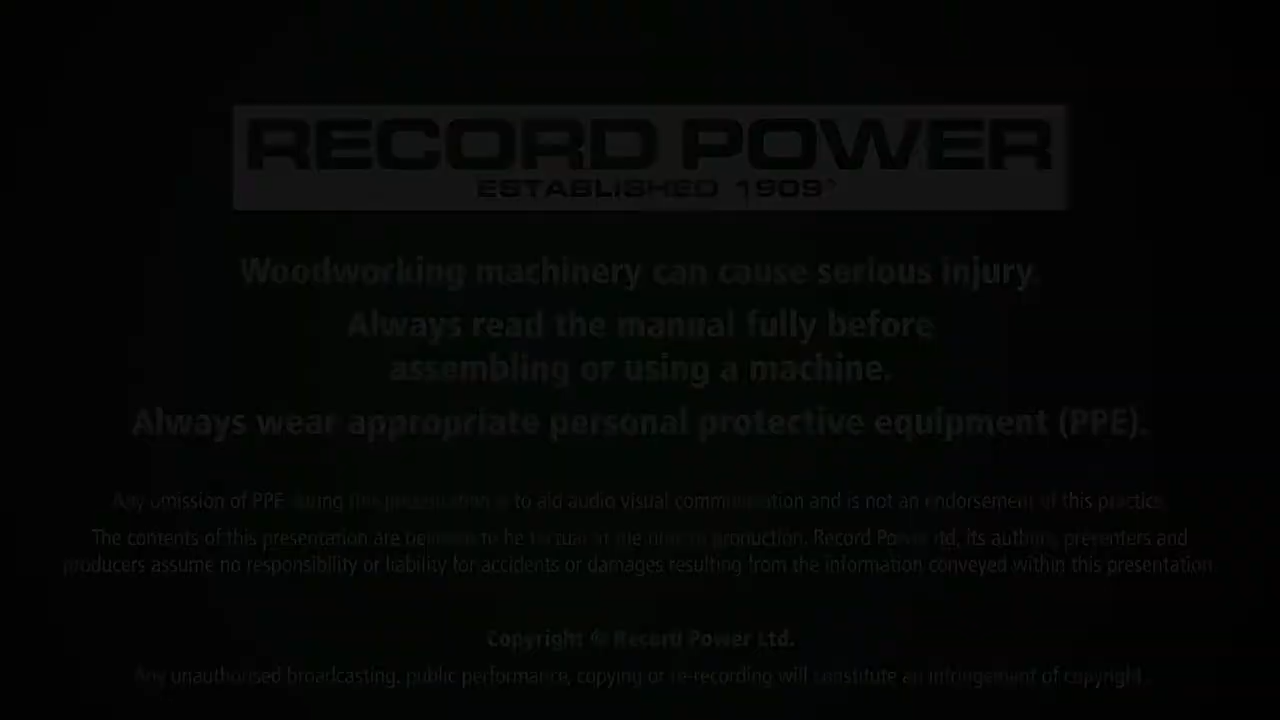 RECORD POWER
ESTABLISHED 1909
Woodworking machinery can cause serious injury.
Always read the manual fully before
assembling or using a machine.
Always wear appropriate personal protective equipment (PPE).
Any omission of PPE during this presentation is to aid audio visual communication and is not an endorsement of this practice.
The contents of this presentation are believed to be factual at the time of production. Record Power Ltd, its authors, presenters and
producers assume no responsibility or liability for accidents or damages resulting from the information conveyed within this presentation
Copyright © Record Power Ltd.
Any unauthorised broadcasting, public performance, copying or re-recording will constitute an infringement of copyright.